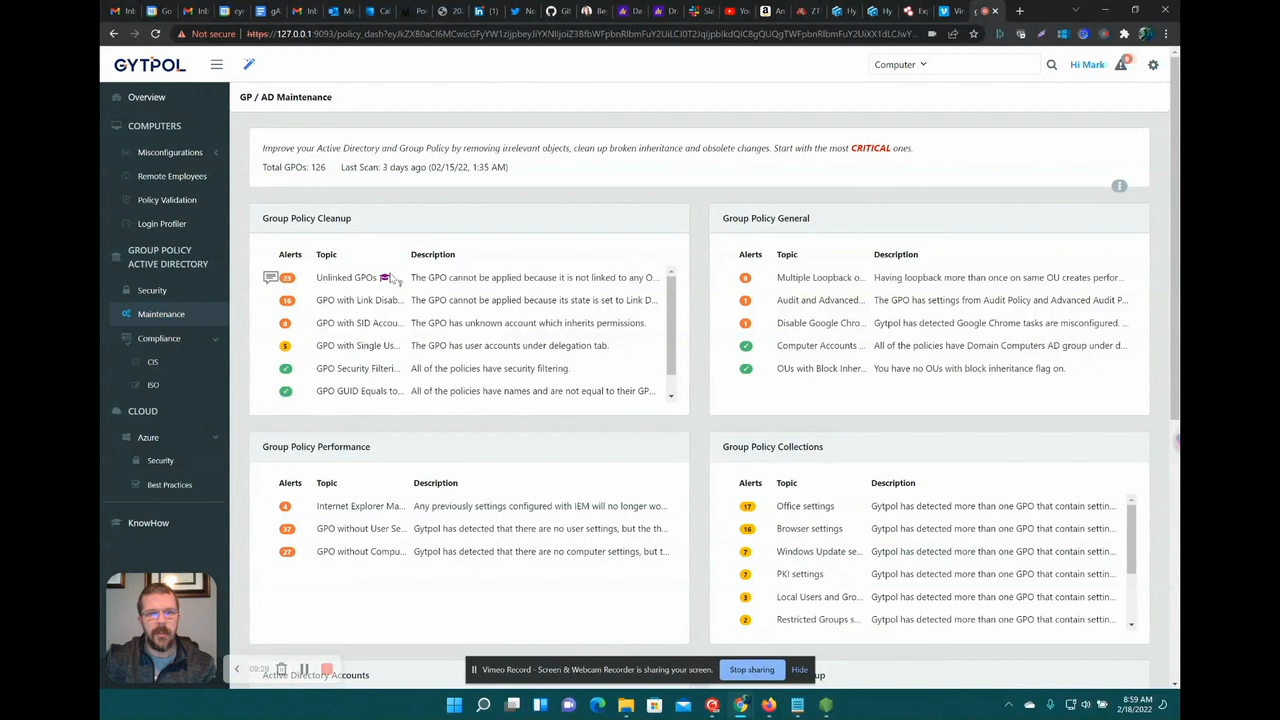 Not secure https://127.0.0.1:9093/policy_dash?
GYTPOL
Computer
Hi Mark
Overview
COMPUTERS
Misconfigurations
Remote Employees
Policy Validation
Login Profiler
GROUP POLICY
ACTIVE DIRECTORY
Security
Maintenance
Compliance
CIS
ISO
CLOUD
Azure
Security
Best Practices
KnowHow
GP / AD Maintenance
Improve your Active Directory and Group Policy by removing irrelevant objects, clean up broken inheritance and obsolete changes. Start with the most CRITICAL ones.
Total GPOs: 126 Last Scan: 3 days ago (02/15/22, 1:35 AM)
Group Policy Cleanup
Alerts Topic Description
23 Unlinked GPOs The GPO cannot be applied because it is not linked to any O...
16 GPO with Link Disab... The GPO cannot be applied because its state is set to Link D...
8 GPO with SID Accou... The GPO has unknown account which inherits permissions.
5 GPO with Single Us... The GPO has user accounts under delegation tab.
GPO Security Filteri... All of the policies have security filtering.
GPO GUID Equals to... All of the policies have names and are not equal to their GP...
Group Policy General
Alerts Topic Description
8 Multiple Loopback o... Having loopback more than once on same OU creates perfor...
1 Audit and Advanced... The GPO has settings from Audit Policy and Advanced Audit P...
1 Disable Google Chro... Gytpol has detected Google Chrome tasks are misconfigured. ...
Computer Accounts ... All of the policies have Domain Computers AD group under d...
OUs with Block Inher... You have no OUs with block inheritance flag on.
Group Policy Performance
Alerts Topic Description
4 Internet Explorer Ma... Any previously settings configured with IEM will no longer wo...
37 GPO without User Se... Gytpol has detected that there are no user settings, but the th...
27 GPO without Compu... Gytpol has detected that there are no computer settings, but t...
Group Policy Collections
Alerts Topic Description
17 Office settings Gytpol has detected more than one GPO that contain settin...
16 Browser settings Gytpol has detected more than one GPO that contain settin...
7 Windows Update se... Gytpol has detected more than one GPO that contain settin...
7 PKI settings Gytpol has detected more than one GPO that contain settin...
3 Local Users and Gro... Gytpol has detected more than one GPO that contain settin...
2 Restricted Groups s... Gytpol has detected more than one GPO that contain settin...
09:29
Vimeo Record - Screen & Webcam Recorder is sharing your screen. Stop sharing Hide
8:59 AM
2/18/2022